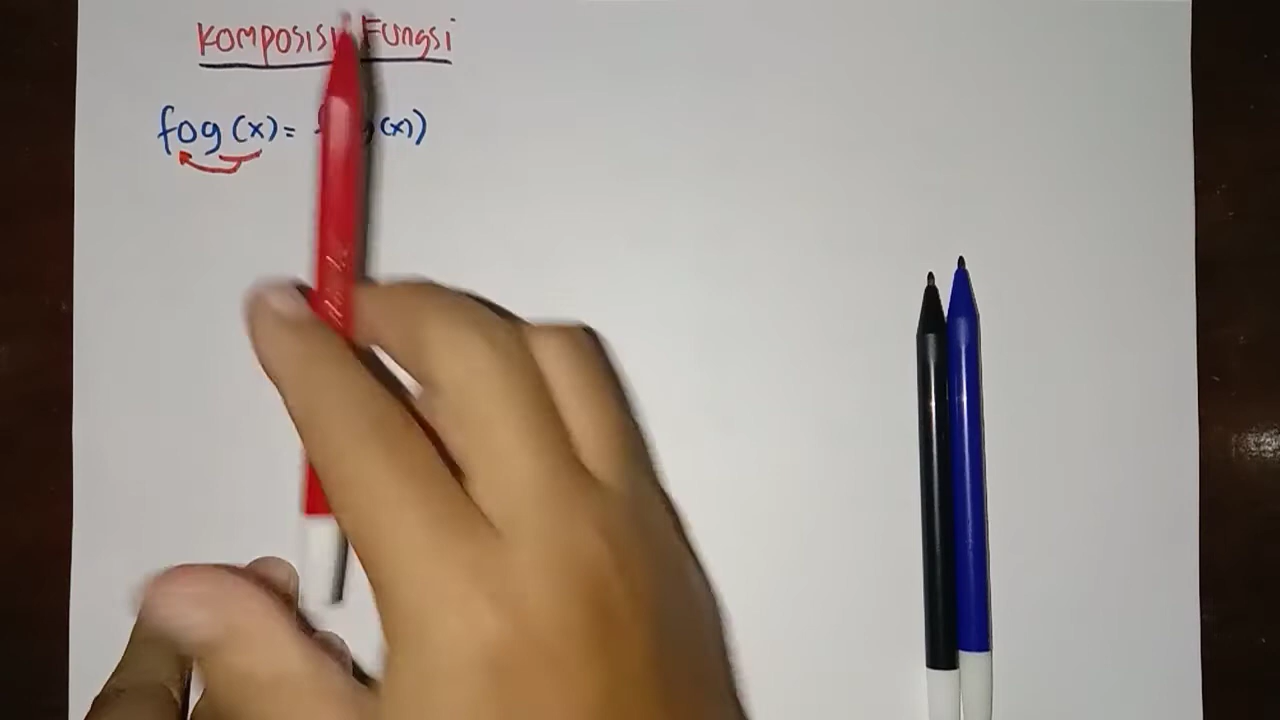 Komposisi Fungsi
fog(x) = (x))